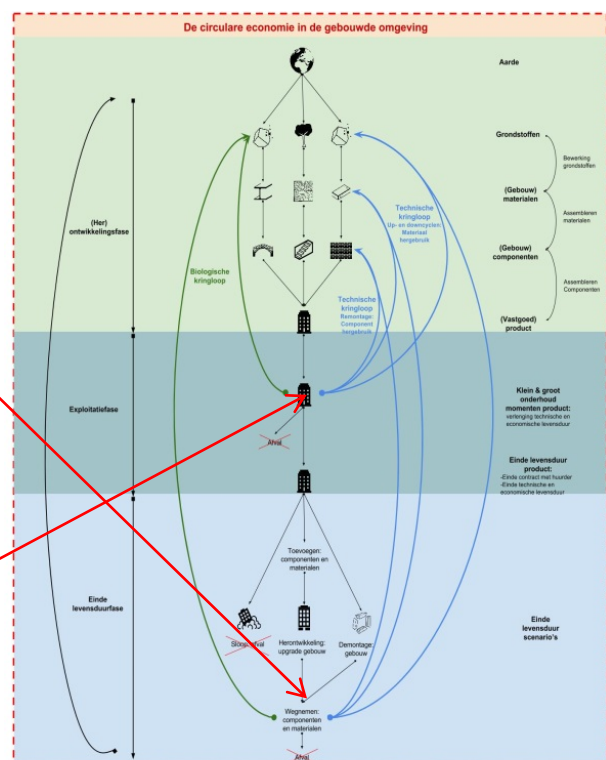 De circulare economie in de gebouwde omgeving
Aarde
Grondstoffen
Bewerking
grondstoffen
(Gebouw)
materialen
Technische
kringloop
Up- en downcyclen:
Materiaal
hergebruik
Assembleren
materialen
(Her)
ontwikkelingsfase
(Gebouw)
componenten
Biologische
kringloop
Technische
kringloop
Remontage:
Component
hergebruik
Assembleren
Componenten
(Vastgoed)
product
Exploitatiefase
Klein & groot
onderhoud
momenten product:
verlenging technische en
economische levensduur
Afval
Einde levensduur
product:
-Einde contract met huurder
-Einde technische en
economische levensduur
Toevoegen:
componenten en
materialen
Einde
levensduurfase
Sloop: afval
Herontwikkeling:
upgrade gebouw
Demontage:
gebouw
Einde
levensduur
scenario's
Wegnemen:
componenten
en materialen
Afval